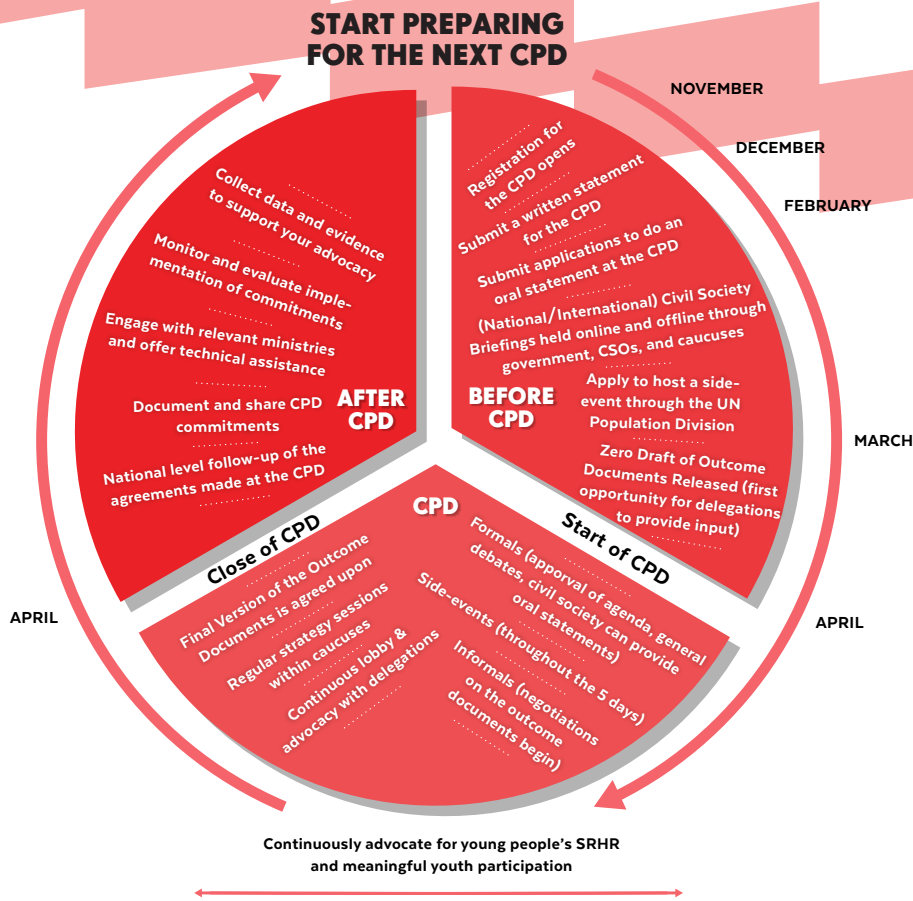 START PREPARING
FOR THE NEXT CPD
NOVEMBER
DECEMBER
FEBRUARY
MARCH
APRIL
Registration for
the CPD opens
Submit a written statement
for the CPD
Submit applications to do an
oral statement at the CPD
(National/International) Civil Society
Briefings held online and offline through
government, CSOs, and caucuses
BEFORE
CPD
Apply to host a side-
event through the UN
Population Division
Zero Draft of Outcome
Documents Released (first
opportunity for delegations
to provide input)
Start of CPD
CPD
Formals (apporval of agenda, general
debates, civil society can provide
oral statements)
Side-events (throughout the 5 days)
Informals (negotiations
on the outcome
documents begin)
Continuous lobby &
advocacy with delegations
Regular strategy sessions
within caucuses
Final Version of the Outcome
Documents is agreed upon
Close of CPD
APRIL
AFTER
CPD
National level follow-up of the
agreements made at the CPD
Document and share CPD
commitments
Engage with relevant ministries
and offer technical assistance
Monitor and evaluate imple-
mentation of commitments
Collect data and evidence
to support your advocacy
Continuously advocate for young people's SRHR
and meaningful youth participation